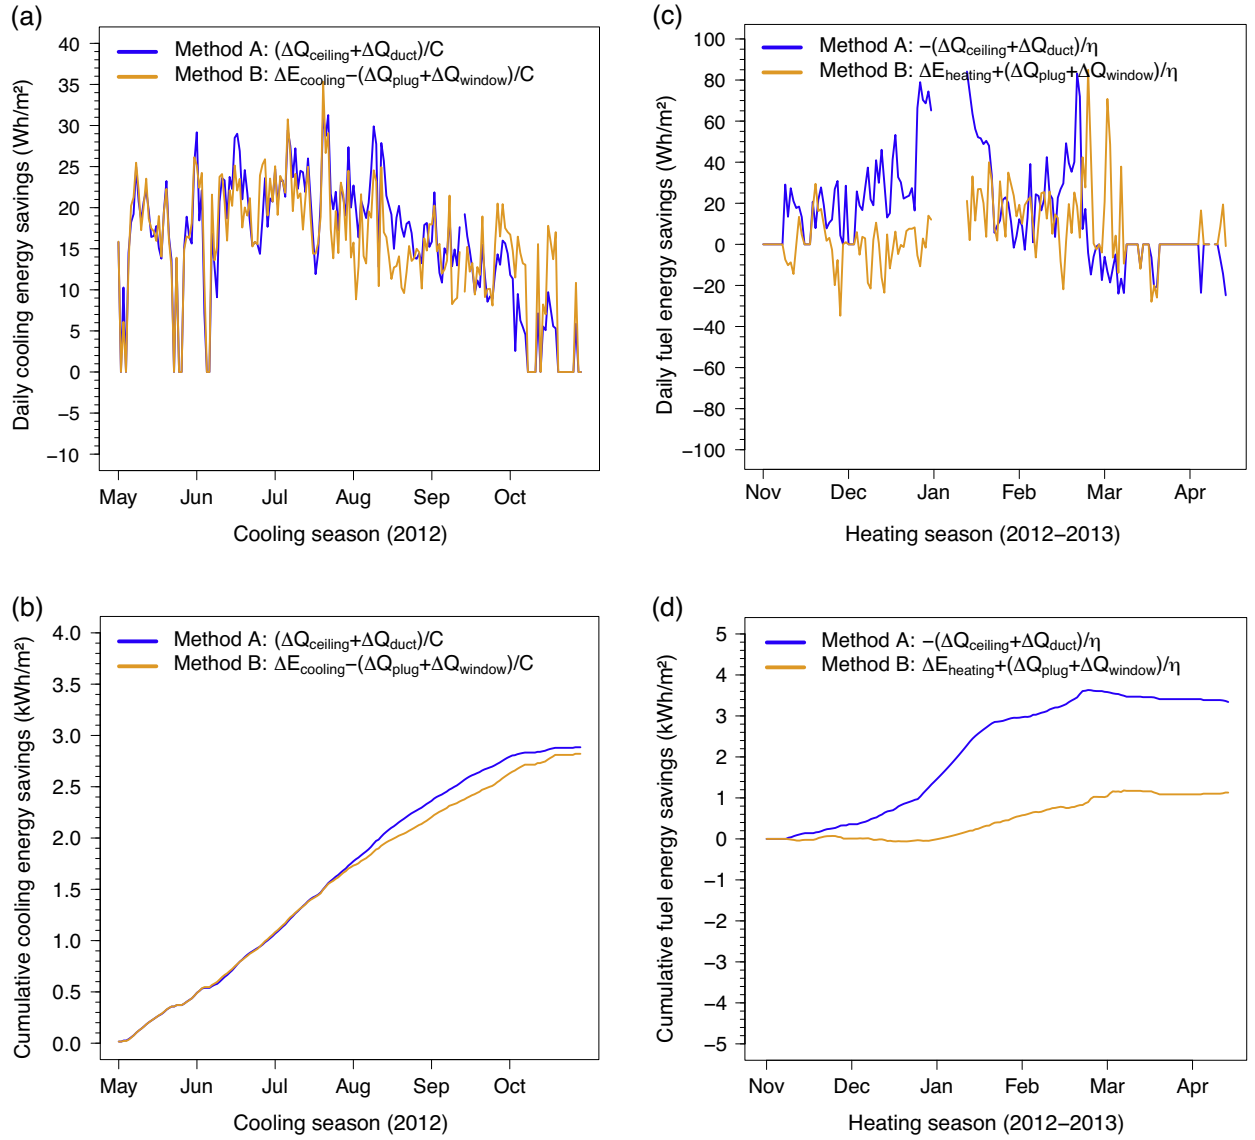 (a)
Method A: (ΔQceiling+ΔQduct)/C
Method B: ΔEcooling−(ΔQplug+ΔQwindow)/C
Daily cooling energy savings (Wh/m²)
40
35
30
25
20
15
10
5
0
−5
−10
May Jun Jul Aug Sep Oct
Cooling season (2012)
(c)
Method A: −(ΔQceiling+ΔQduct)/η
Method B: ΔEheating+(ΔQplug+ΔQwindow)/η
Daily fuel energy savings (Wh/m²)
100
80
60
40
20
0
−20
−40
−60
−80
−100
Nov Dec Jan Feb Mar Apr
Heating season (2012−2013)
(b)
Method A: (ΔQceiling+ΔQduct)/C
Method B: ΔEcooling−(ΔQplug+ΔQwindow)/C
Cumulative cooling energy savings (kWh/m²)
4.0
3.5
3.0
2.5
2.0
1.5
1.0
0.5
0.0
May Jun Jul Aug Sep Oct
Cooling season (2012)
(d)
Method A: −(ΔQceiling+ΔQduct)/η
Method B: ΔEheating+(ΔQplug+ΔQwindow)/η
Cumulative fuel energy savings (kWh/m²)
5
4
3
2
1
0
−1
−2
−3
−4
−5
Nov Dec Jan Feb Mar Apr
Heating season (2012−2013)